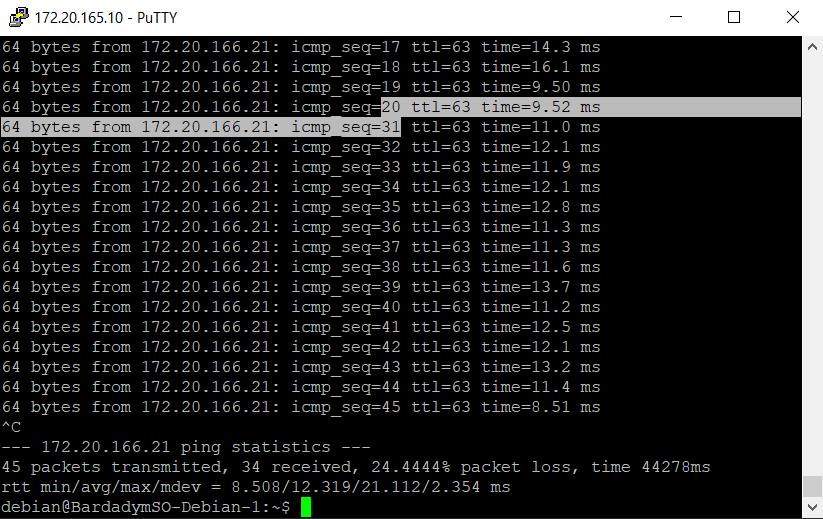 172.20.165.10 - PuTTY
64 bytes from 172.20.166.21: icmp_seq=17 ttl=63 time=14.3 ms
64 bytes from 172.20.166.21: icmp_seq=18 ttl=63 time=16.1 ms
64 bytes from 172.20.166.21: icmp_seq=19 ttl=63 time=9.50 ms
64 bytes from 172.20.166.21: icmp_seq=20 ttl=63 time=9.52 ms
64 bytes from 172.20.166.21: icmp_seq=31 ttl=63 time=11.0 ms
64 bytes from 172.20.166.21: icmp_seq=32 ttl=63 time=12.1 ms
64 bytes from 172.20.166.21: icmp_seq=33 ttl=63 time=11.9 ms
64 bytes from 172.20.166.21: icmp_seq=34 ttl=63 time=12.1 ms
64 bytes from 172.20.166.21: icmp_seq=35 ttl=63 time=12.8 ms
64 bytes from 172.20.166.21: icmp_seq=36 ttl=63 time=11.3 ms
64 bytes from 172.20.166.21: icmp_seq=37 ttl=63 time=11.3 ms
64 bytes from 172.20.166.21: icmp_seq=38 ttl=63 time=11.6 ms
64 bytes from 172.20.166.21: icmp_seq=39 ttl=63 time=13.7 ms
64 bytes from 172.20.166.21: icmp_seq=40 ttl=63 time=11.2 ms
64 bytes from 172.20.166.21: icmp_seq=41 ttl=63 time=12.5 ms
64 bytes from 172.20.166.21: icmp_seq=42 ttl=63 time=12.1 ms
64 bytes from 172.20.166.21: icmp_seq=43 ttl=63 time=13.2 ms
64 bytes from 172.20.166.21: icmp_seq=44 ttl=63 time=11.4 ms
64 bytes from 172.20.166.21: icmp_seq=45 ttl=63 time=8.51 ms
^C
--- 172.20.166.21 ping statistics ---
45 packets transmitted, 34 received, 24.4444% packet loss, time 44278ms
rtt min/avg/max/mdev = 8.508/12.319/21.112/2.354 ms
debian@BardadymSO-Debian-1:~$